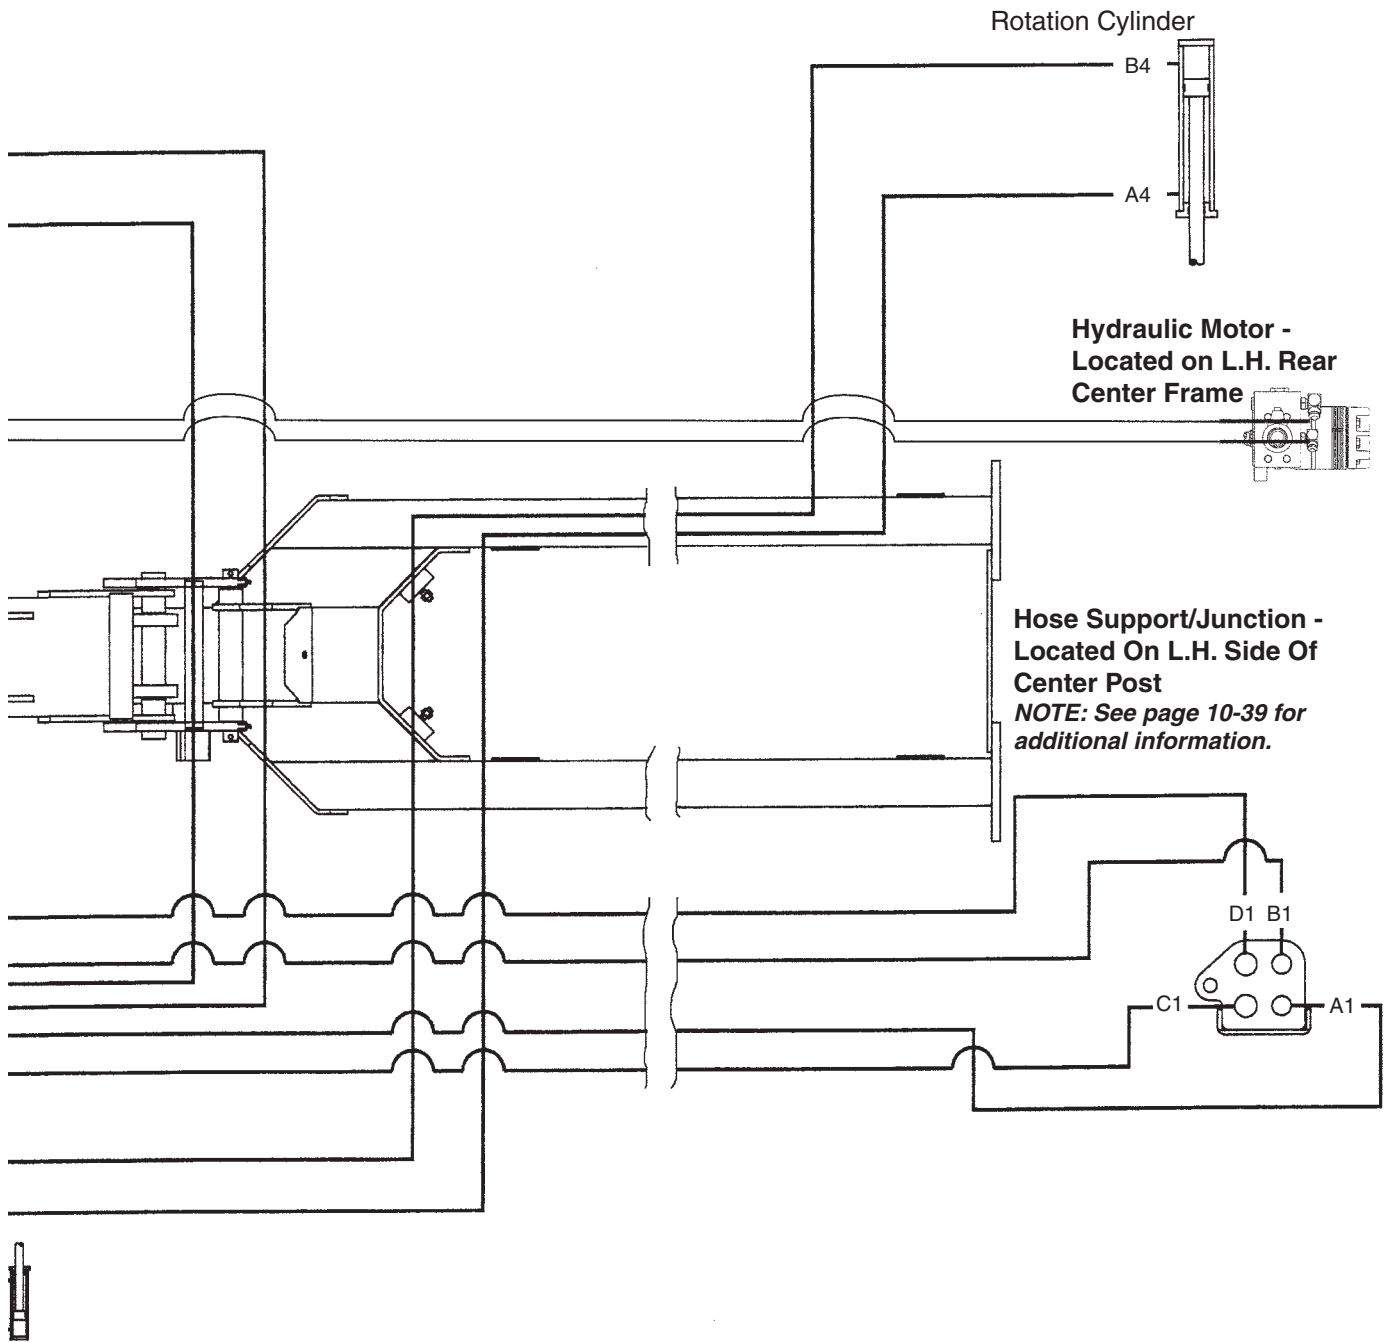 Rotation Cylinder
B4
A4
Hydraulic Motor -
Located on L.H. Rear
Center Frame
Hose Support/Junction -
Located On L.H. Side Of
Center Post
NOTE: See page 10-39 for
additional information.
D1 B1
C1 A1